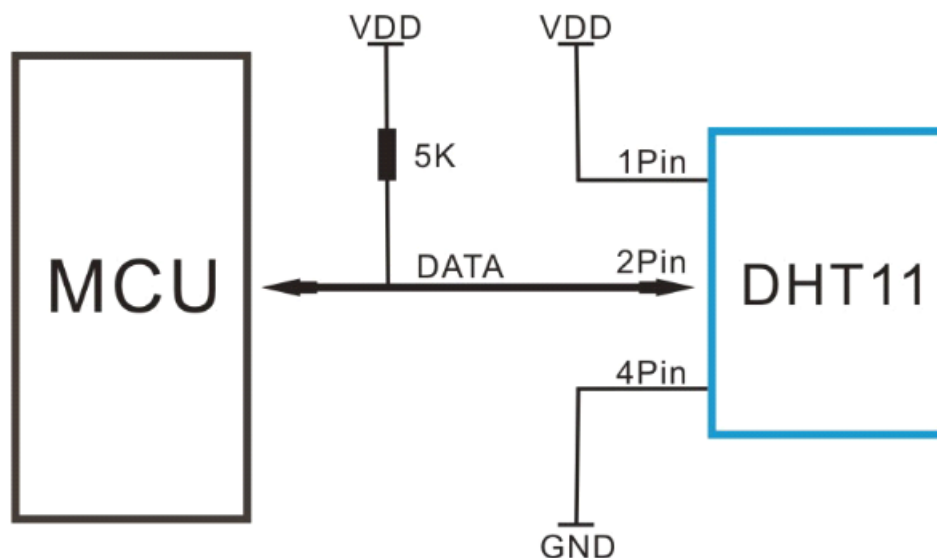 VDD
VDD
5K
1Pin
MCU
DATA
2Pin
DHT11
4Pin
GND